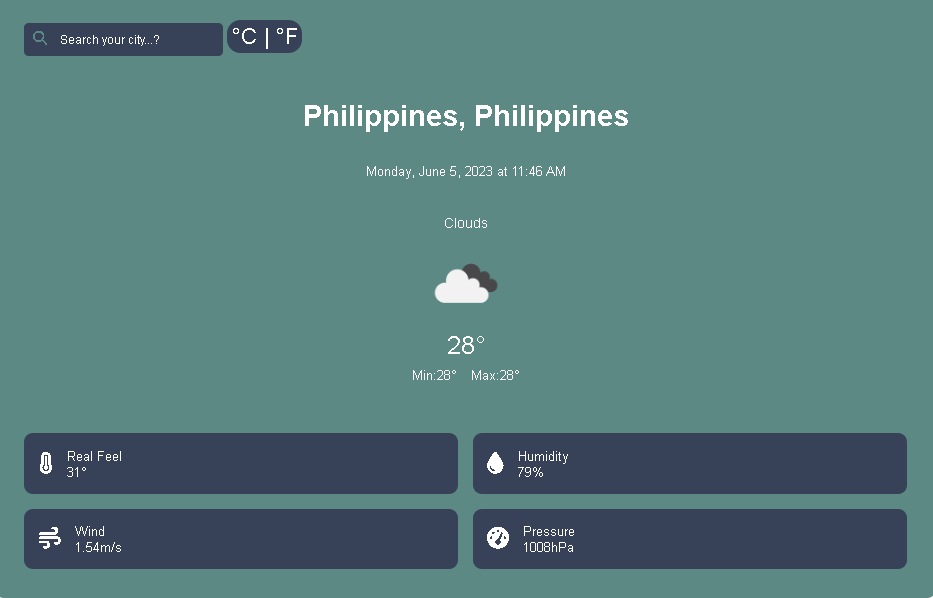 Search your city...?
°C | °F
Philippines, Philippines
Monday, June 5, 2023 at 11:46 AM
Clouds
28°
Min:28° Max:28°
Real Feel
31°
Humidity
79%
Wind
1.54m/s
Pressure
1008hPa